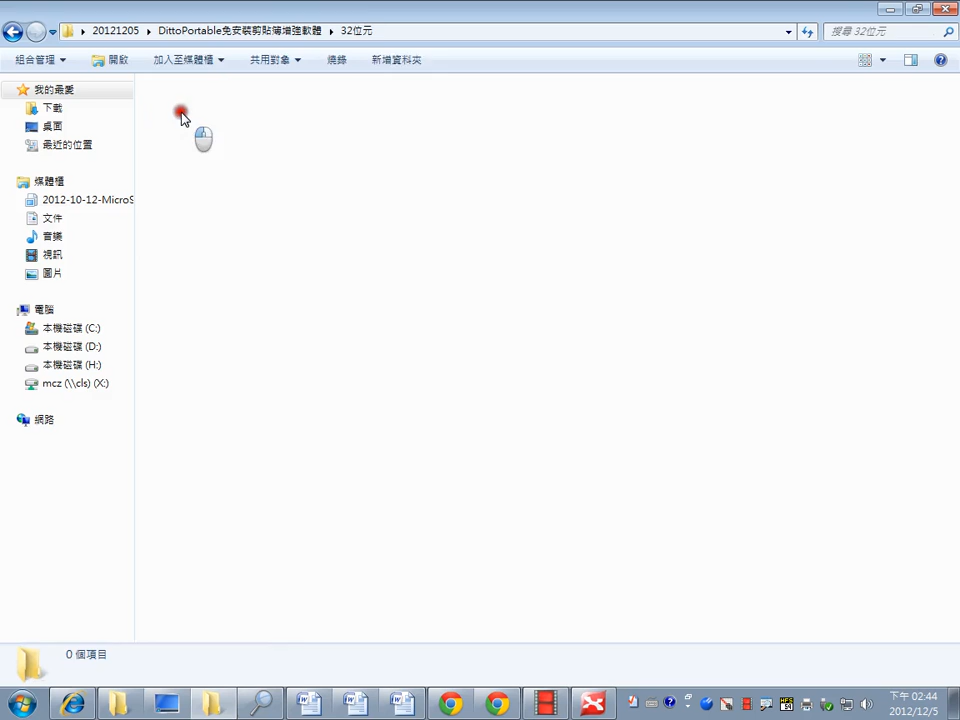 20121205 DittoPortable免安裝剪貼簿增強軟體 32位元
搜尋 32位元
組合管理 開啟 加入至媒體櫃 共用對象 燒錄 新增資料夾
我的最愛
下載
桌面
最近的位置
媒體櫃
2012-10-12-MicroS
文件
音樂
視訊
圖片
電腦
本機磁碟 (C:)
本機磁碟 (D:)
本機磁碟 (H:)
mcz (\\cls) (X:)
網路
0 個項目
下午 02:44
2012/12/5